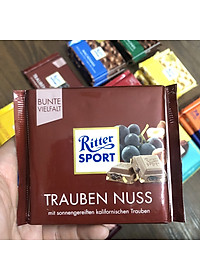 BUNTE
VIELFALT
Ritter
SPORT
TRAUBEN NUSS
mit sonnengereiften kalifornischen Trauben